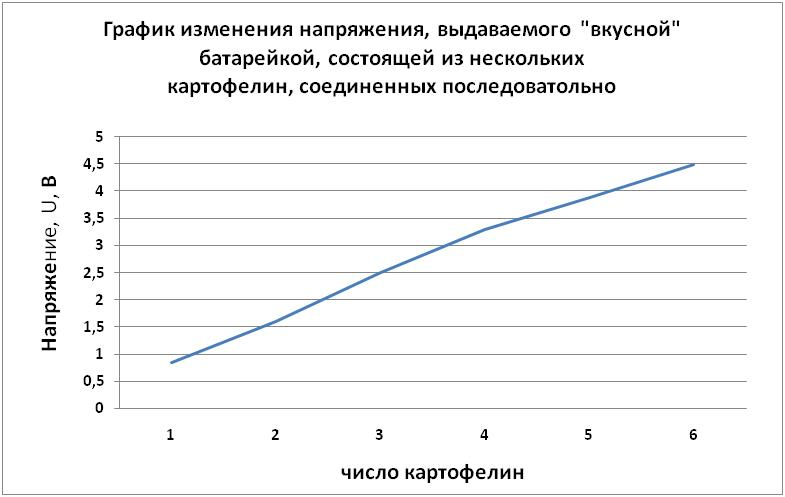 График изменения напряжения, выдаваемого "вкусной"
батарейкой, состоящей из нескольких
картофелин, соединенных последоватольно
Напряжение, U, В
5
4,5
4
3,5
3
2,5
2
1,5
1
0,5
0
1 2 3 4 5 6
число картофелин